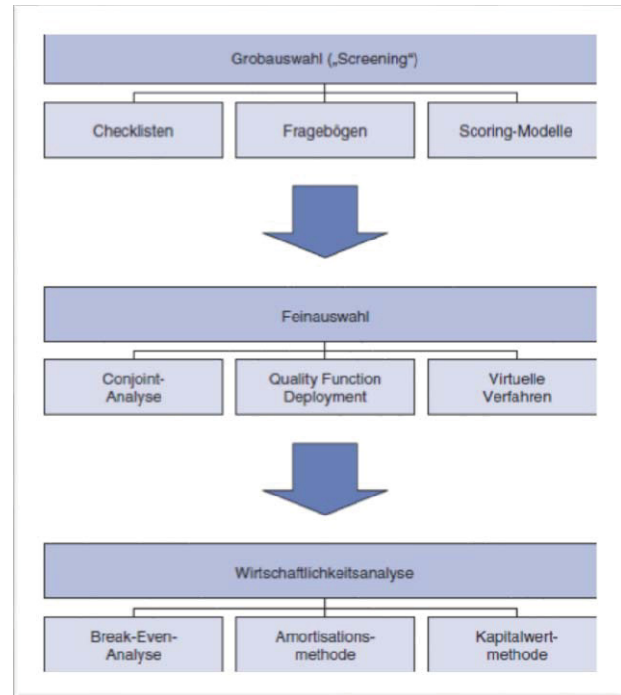 Grobauswahl („Screening“)
Checklisten
Fragebögen
Scoring-Modelle
Feinauswahl
Conjoint-
Analyse
Quality Function
Deployment
Virtuelle
Verfahren
Wirtschaftlichkeitsanalyse
Break-Even-
Analyse
Amortisations-
methode
Kapitalwert-
methode